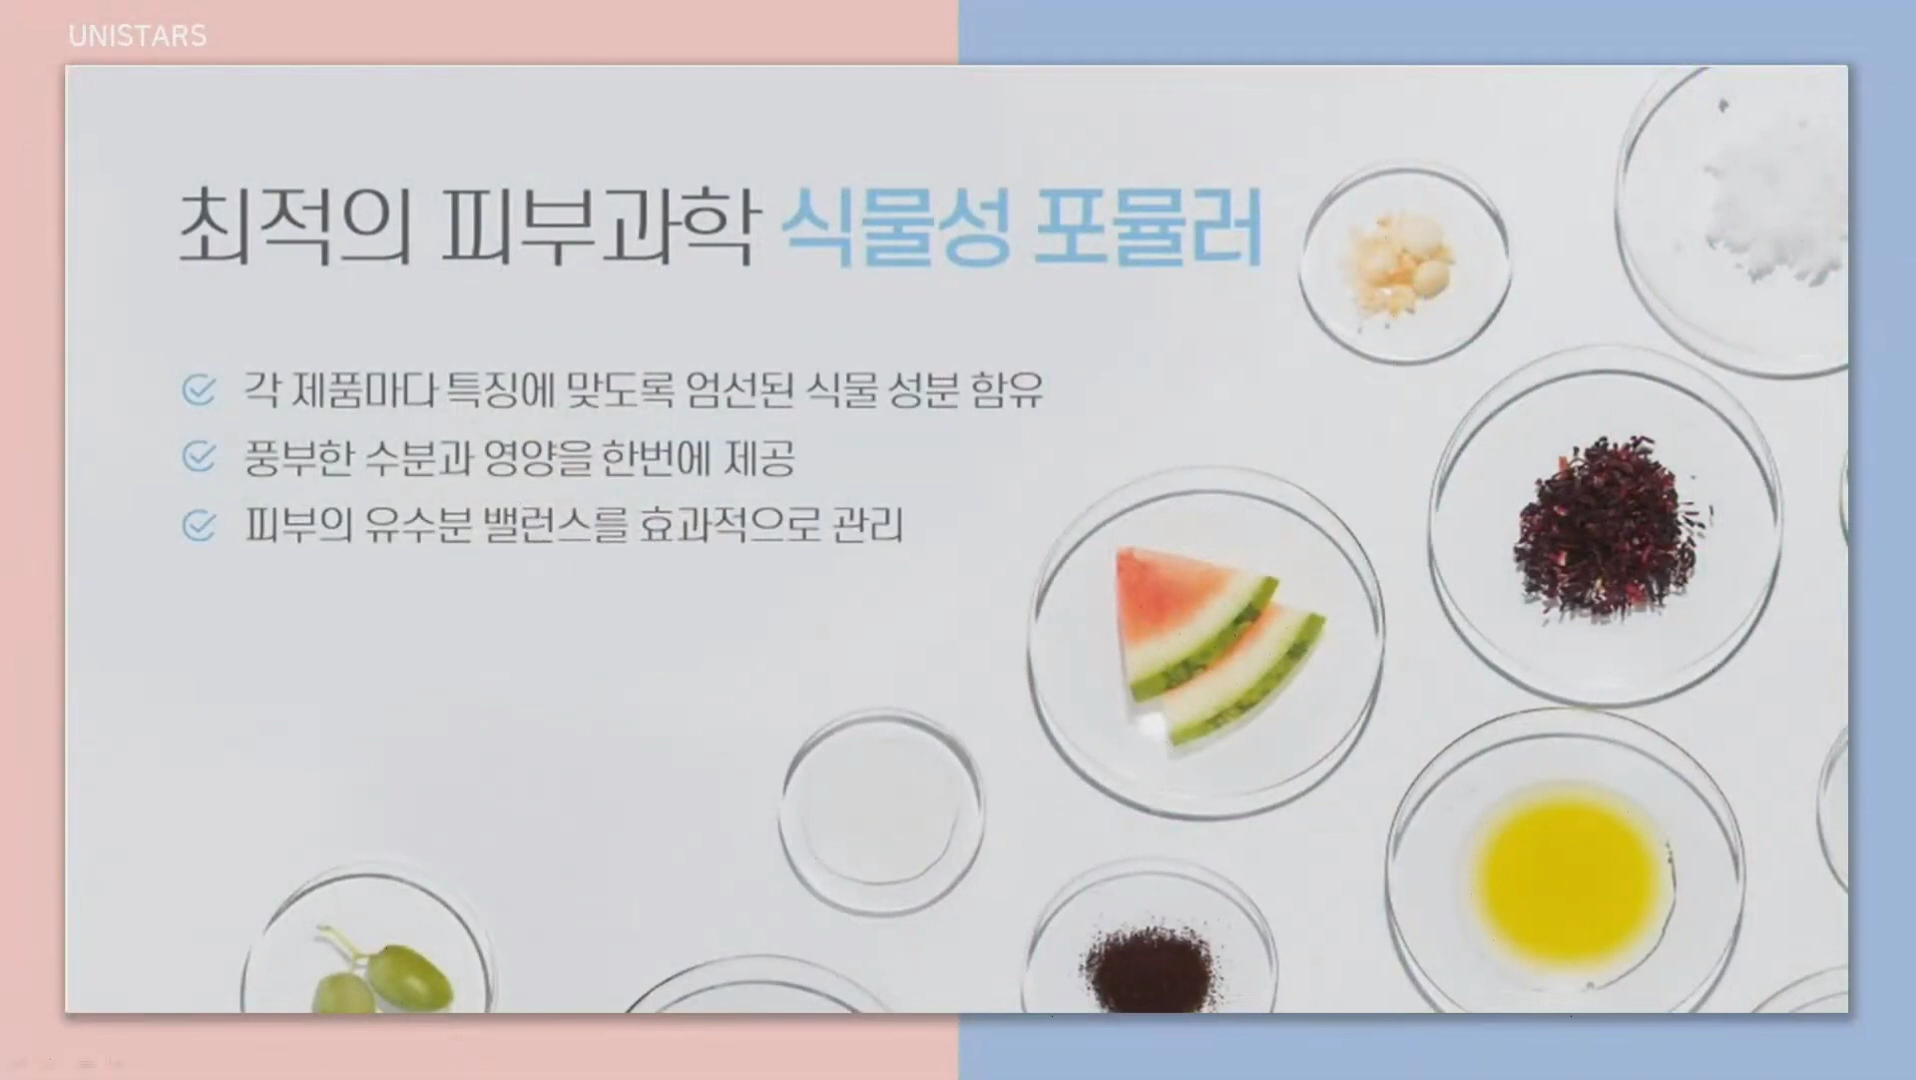 UNISTARS
최적의 피부과학 식물성 포뮬러
각 제품마다 특징에 맞도록 엄선된 식물 성분 함유
풍부한 수분과 영양을 한번에 제공
피부의 유수분 밸런스를 효과적으로 관리